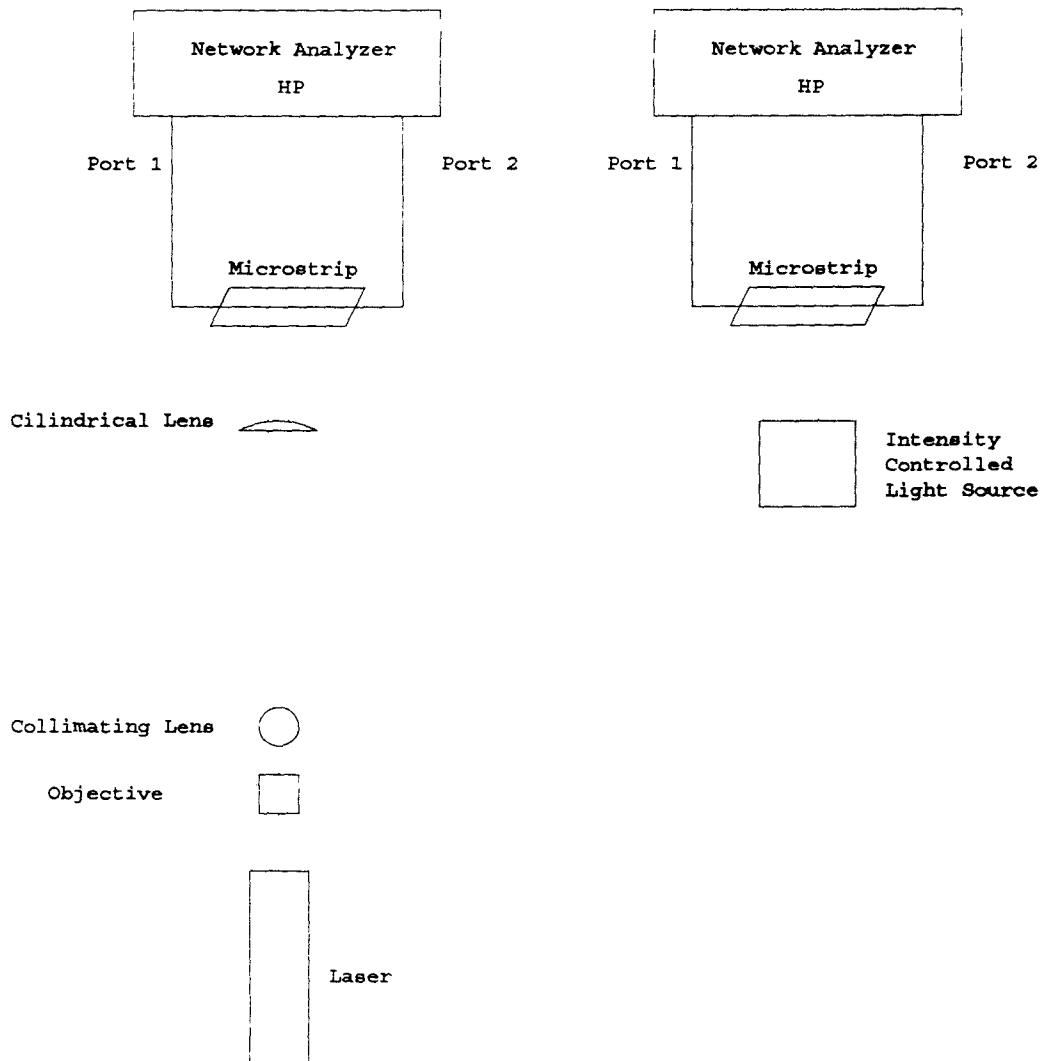 Network Analyzer
HP
Port 1
Port 2
Microstrip
Cilindrical Lens
Collimating Lens
Objective
Laser
Network Analyzer
HP
Port 1
Port 2
Microstrip
Intensity
Controlled
Light Source